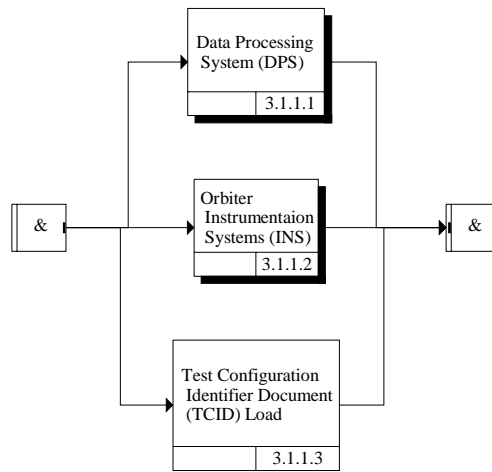 Data Processing
System (DPS)
3.1.1.1
&
Orbiter
Instrumentaion
Systems (INS)
3.1.1.2
&
Test Configuration
Identifier Document
(TCID) Load
3.1.1.3